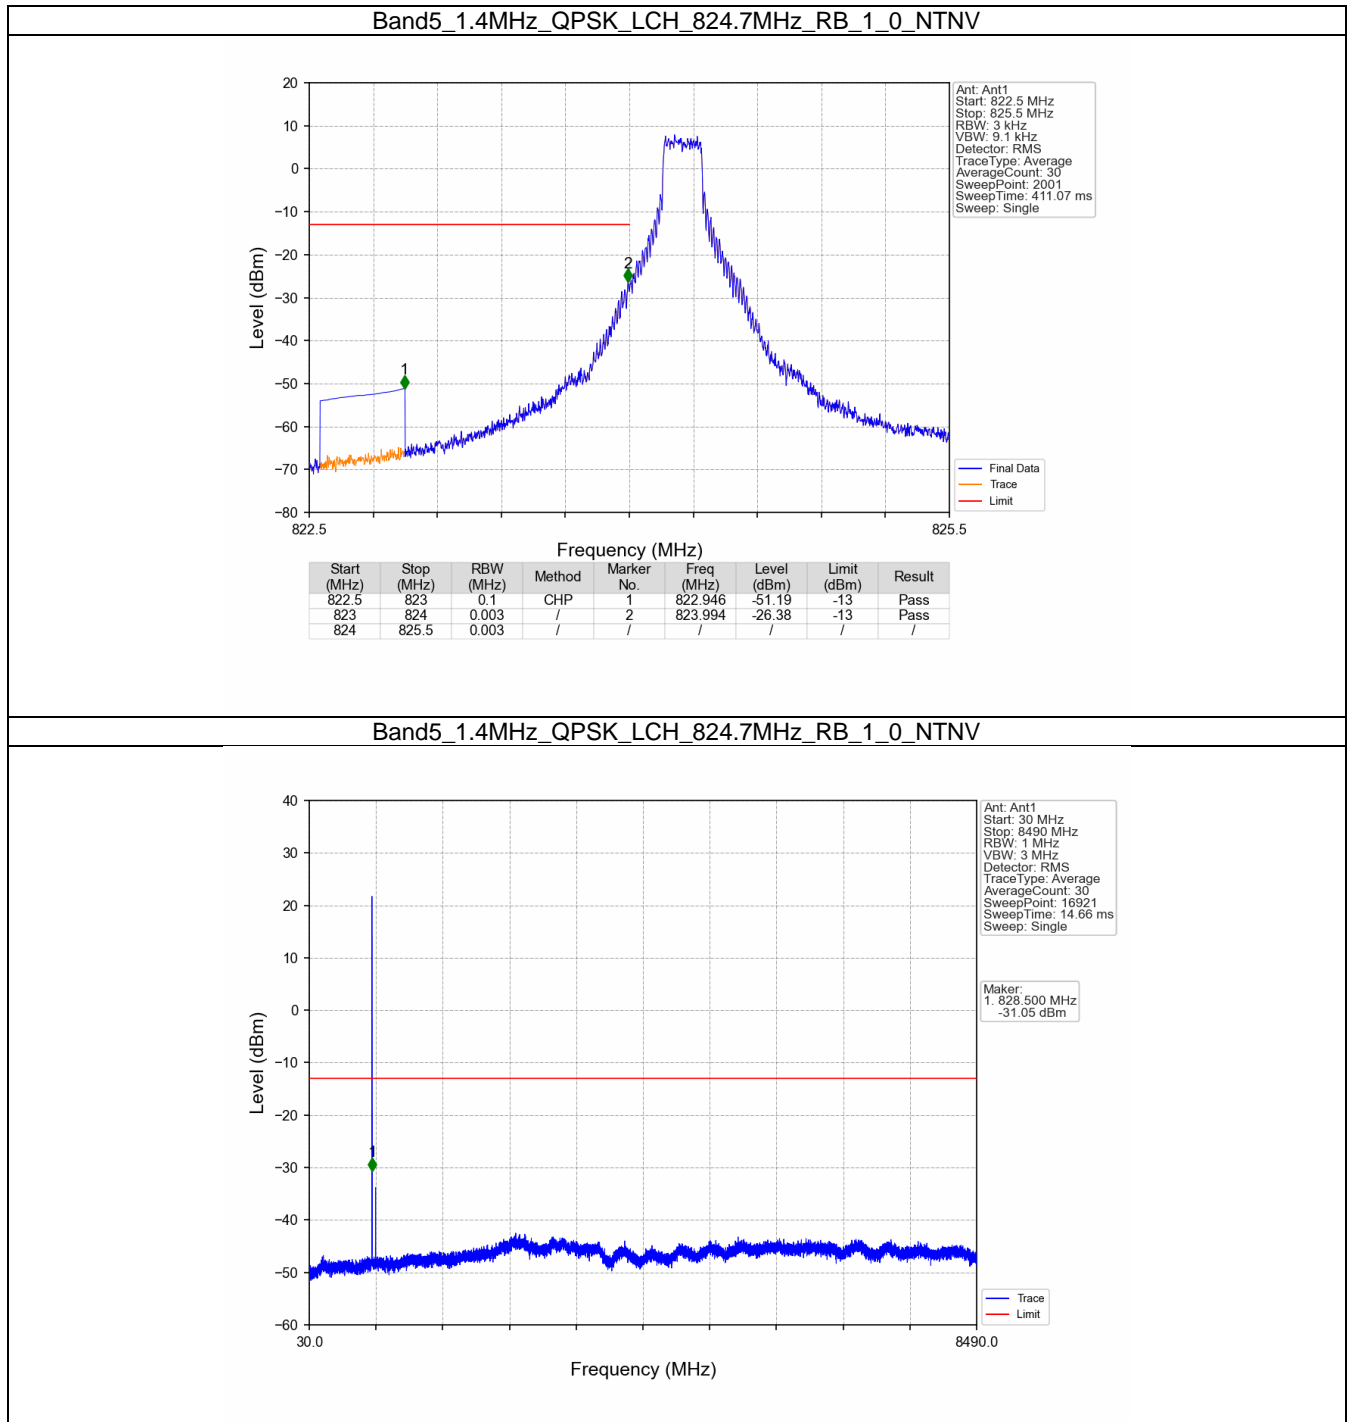 Band5_1.4MHz_QPSK_LCH_824.7MHz_RB_1_0_NTNV
20
10
0
−10
−20
−30
−40
−50
−60
−70
−80
Level (dBm)
1
2
822.5
825.5
Frequency (MHz)
Ant: Ant1
Start: 822.5 MHz
Stop: 825.5 MHz
RBW: 3 kHz
VBW: 9.1 kHz
Detector: RMS
TraceType: Average
AverageCount: 30
SweepPoint: 2001
SweepTime: 411.07 ms
Sweep: Single
Final Data
Trace
Limit
Start (MHz) Stop (MHz) RBW (MHz) Method Marker No. Freq (MHz) Level (dBm) Limit (dBm) Result
822.5 823 0.1 CHP 1 822.946 -51.19 -13 Pass
823 824 0.003 / 2 823.994 -26.38 -13 Pass
824 825.5 0.003 / / / / / /
Band5_1.4MHz_QPSK_LCH_824.7MHz_RB_1_0_NTNV
40
30
20
10
0
−10
−20
−30
−40
−50
−60
Level (dBm)
1
30.0
8490.0
Frequency (MHz)
Ant: Ant1
Start: 30 MHz
Stop: 8490 MHz
RBW: 1 MHz
VBW: 3 MHz
Detector: RMS
TraceType: Average
AverageCount: 30
SweepPoint: 16921
SweepTime: 14.66 ms
Sweep: Single
Maker:
1. 828.500 MHz
-31.05 dBm
Trace
Limit